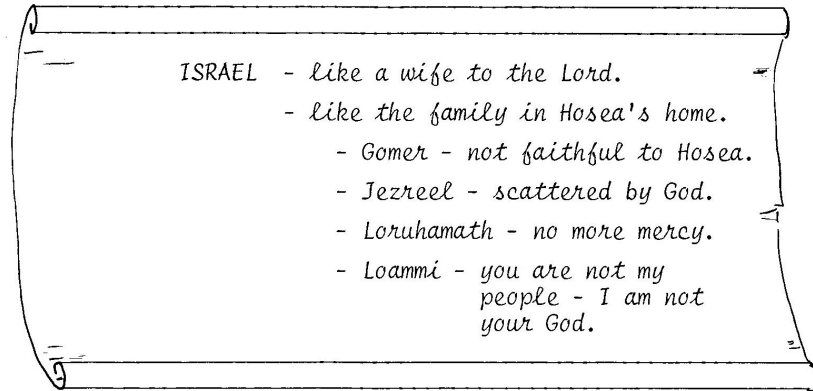 ISRAEL - like a wife to the Lord.
- like the family in Hosea's home.
- Gomer - not faithful to Hosea.
- Jezreel - scattered by God.
- Loruhamath - no more mercy.
- Loammi - you are not my
people - I am not
your God.